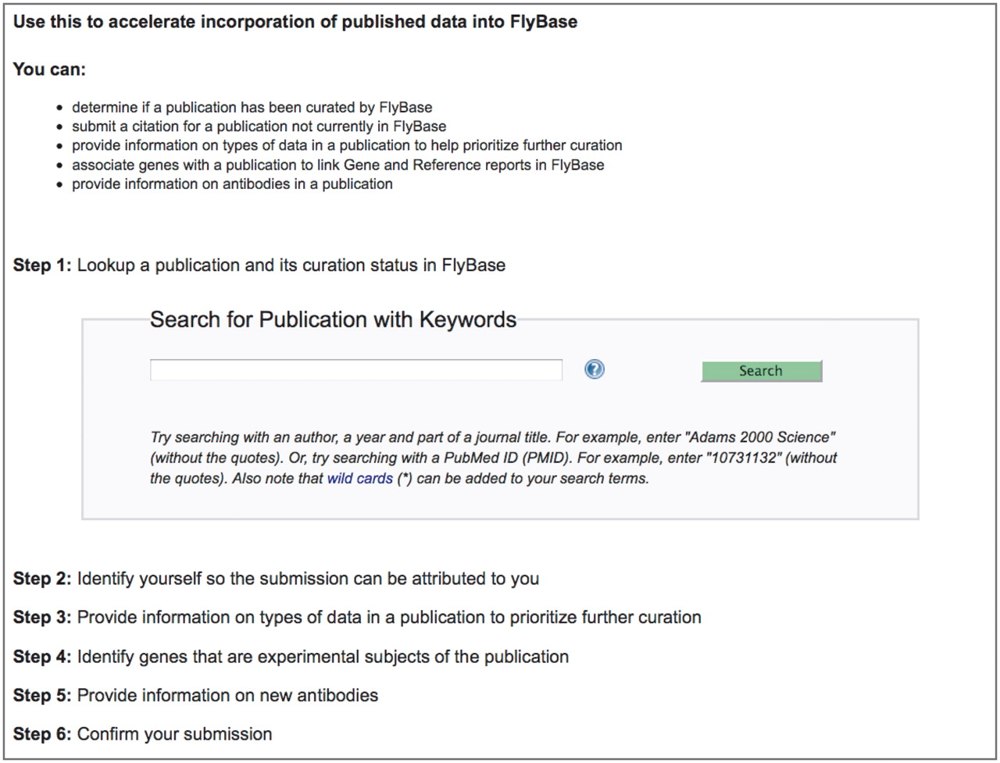 Use this to accelerate incorporation of published data into FlyBase
You can:
• determine if a publication has been curated by FlyBase
• submit a citation for a publication not currently in FlyBase
• provide information on types of data in a publication to help prioritize further curation
• associate genes with a publication to link Gene and Reference reports in FlyBase
• provide information on antibodies in a publication
Step 1: Lookup a publication and its curation status in FlyBase
Search for Publication with Keywords
? Search
Try searching with an author, a year and part of a journal title. For example, enter "Adams 2000 Science"
(without the quotes). Or, try searching with a PubMed ID (PMID). For example, enter "10731132" (without
the quotes). Also note that wild cards (*) can be added to your search terms.
Step 2: Identify yourself so the submission can be attributed to you
Step 3: Provide information on types of data in a publication to prioritize further curation
Step 4: Identify genes that are experimental subjects of the publication
Step 5: Provide information on new antibodies
Step 6: Confirm your submission